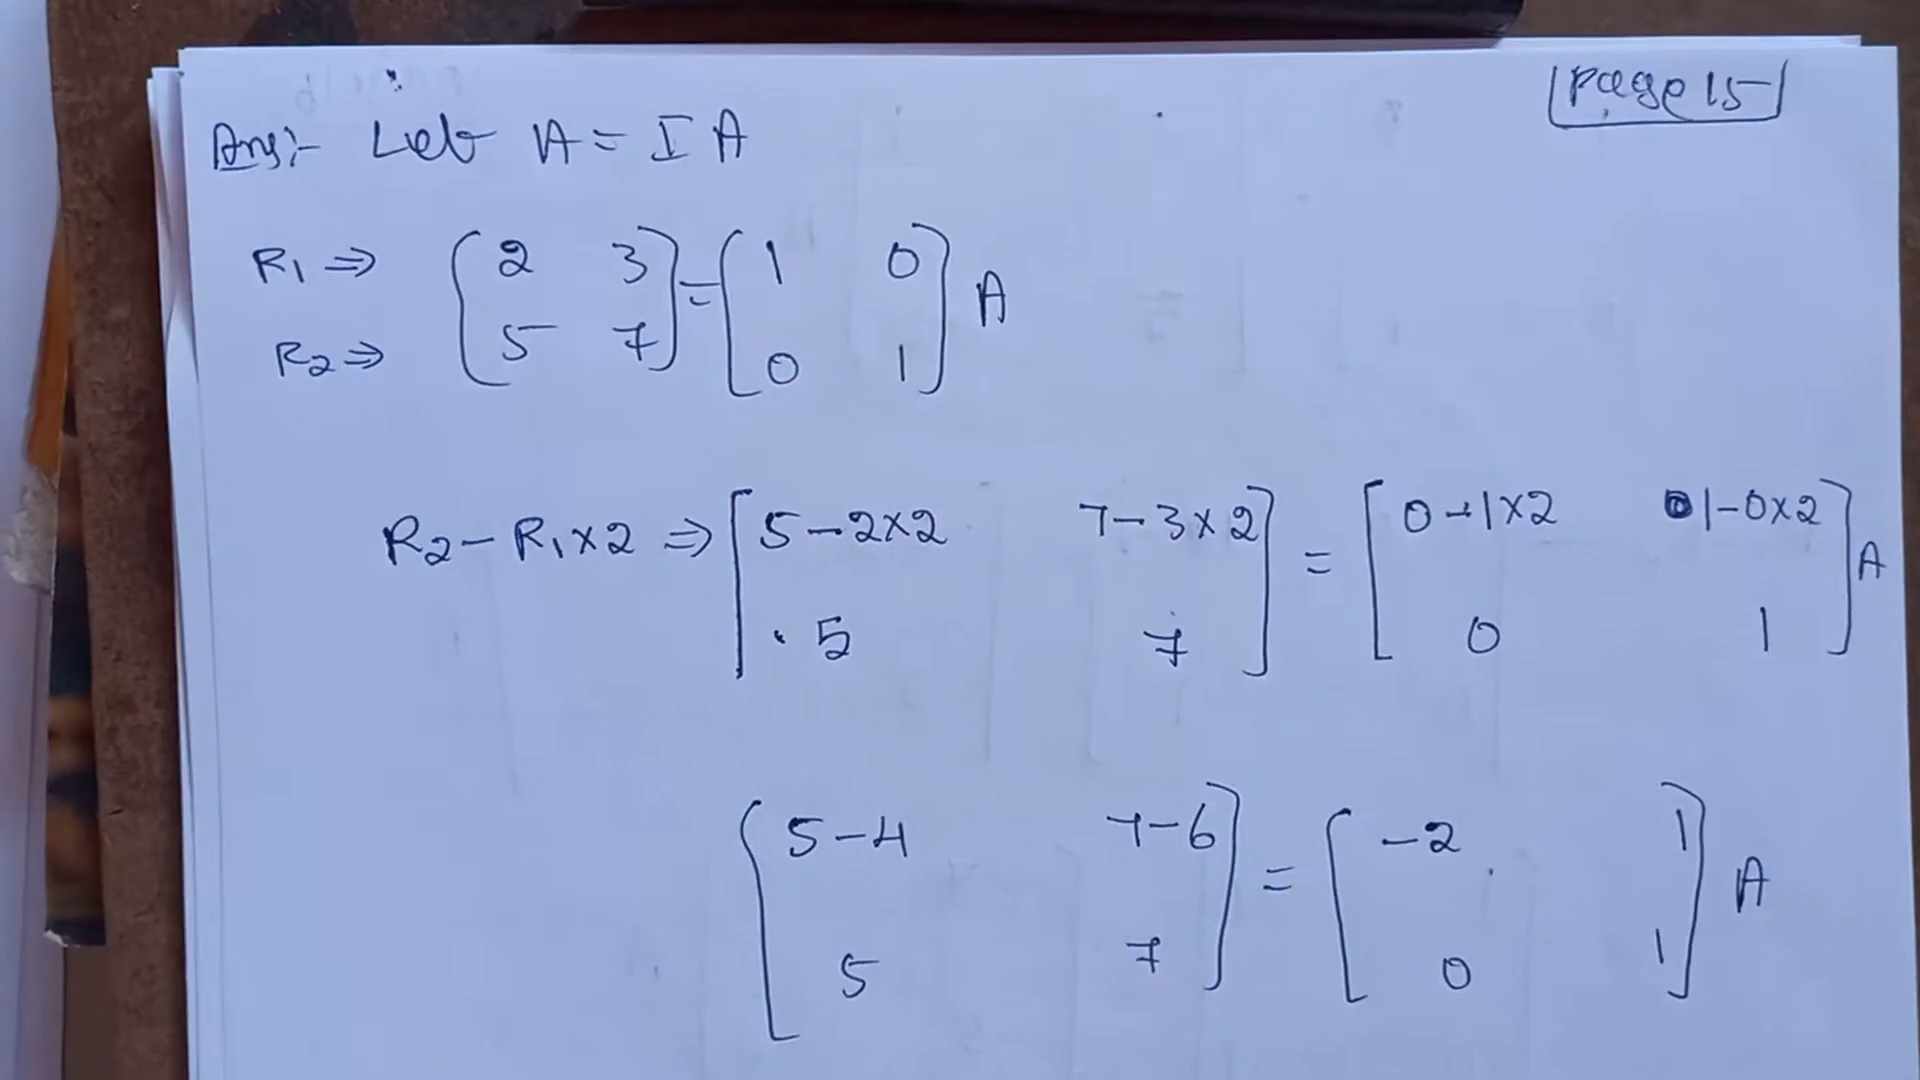 Page 15
Ans:- Let A = I A
R1 ⇒ [2 3] = [1 0] A
R2 ⇒ [5 7] [0 1]
R2 - R1×2 ⇒ [5-2×2 7-3×2] = [0-1×2 1-0×2] A
[5 7] [0 1]
[5-4 7-6] = [-2 1] A
[5 7] [0 1]